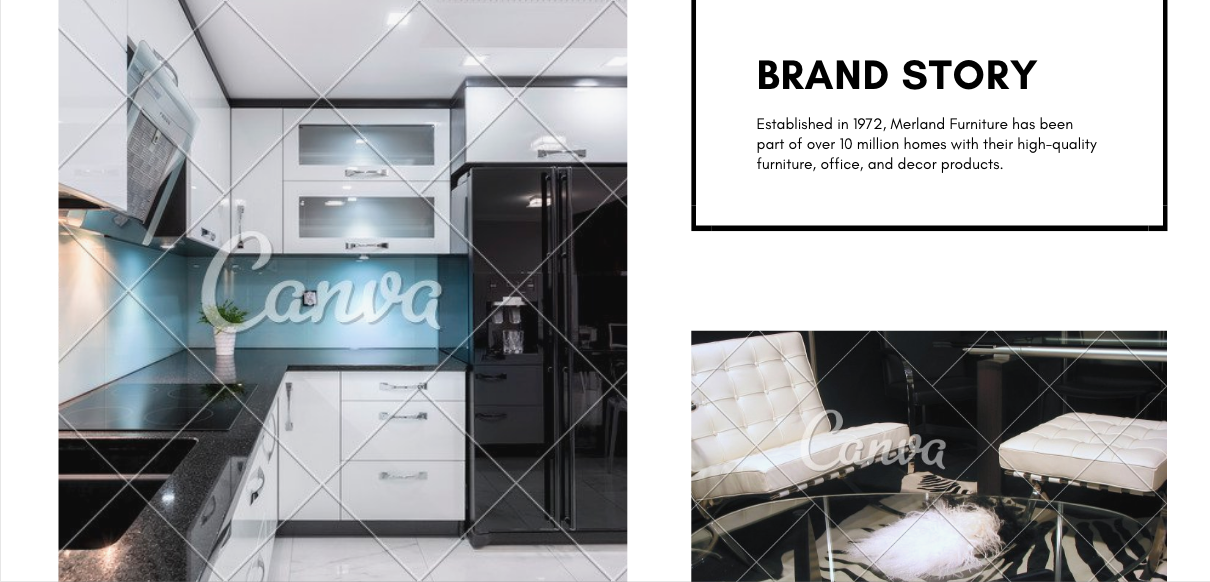 Canva
BRAND STORY
Established in 1972, Merland Furniture has been
part of over 10 million homes with their high-quality
furniture, office, and decor products.
Canva